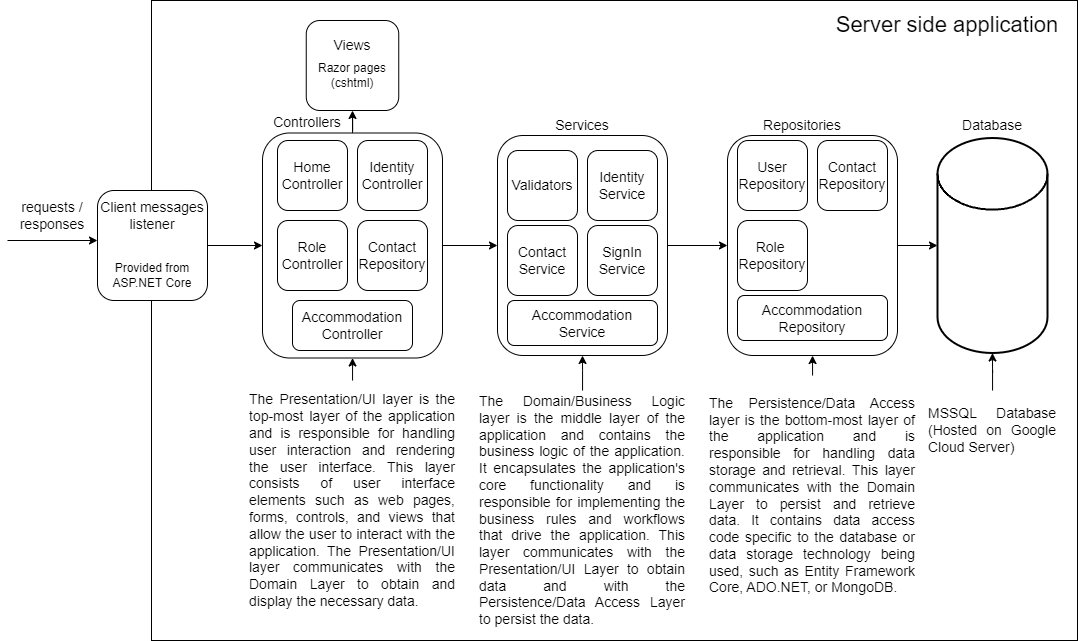 Server side application
Views
Razor pages
(cshtml)
requests /
responses
Client messages
listener
Provided from
ASP.NET Core
Controllers
Home
Controller
Identity
Controller
Role
Controller
Contact
Repository
Accommodation
Controller
Services
Validators
Identity
Service
Contact
Service
SignIn
Service
Accommodation
Service
Repositories
User
Repository
Contact
Repository
Role
Repository
Accommodation
Repository
Database
The Presentation/UI layer is the
top-most layer of the application
and is responsible for handling
user interaction and rendering
the user interface. This layer
consists of user interface
elements such as web pages,
forms, controls, and views that
allow the user to interact with the
application. The Presentation/UI
layer communicates with the
Domain Layer to obtain and
display the necessary data.
The Domain/Business Logic
layer is the middle layer of the
application and contains the
business logic of the application.
It encapsulates the application's
core functionality and is
responsible for implementing the
business rules and workflows
that drive the application. This
layer communicates with the
Presentation/UI Layer to obtain
data and with the
Persistence/Data Access Layer
to persist the data.
The Persistence/Data Access
layer is the bottom-most layer of
the application and is
responsible for handling data
storage and retrieval. This layer
communicates with the Domain
Layer to persist and retrieve
data. It contains data access
code specific to the database or
data storage technology being
used, such as Entity Framework
Core, ADO.NET, or MongoDB.
MSSQL Database
(Hosted on Google
Cloud Server)